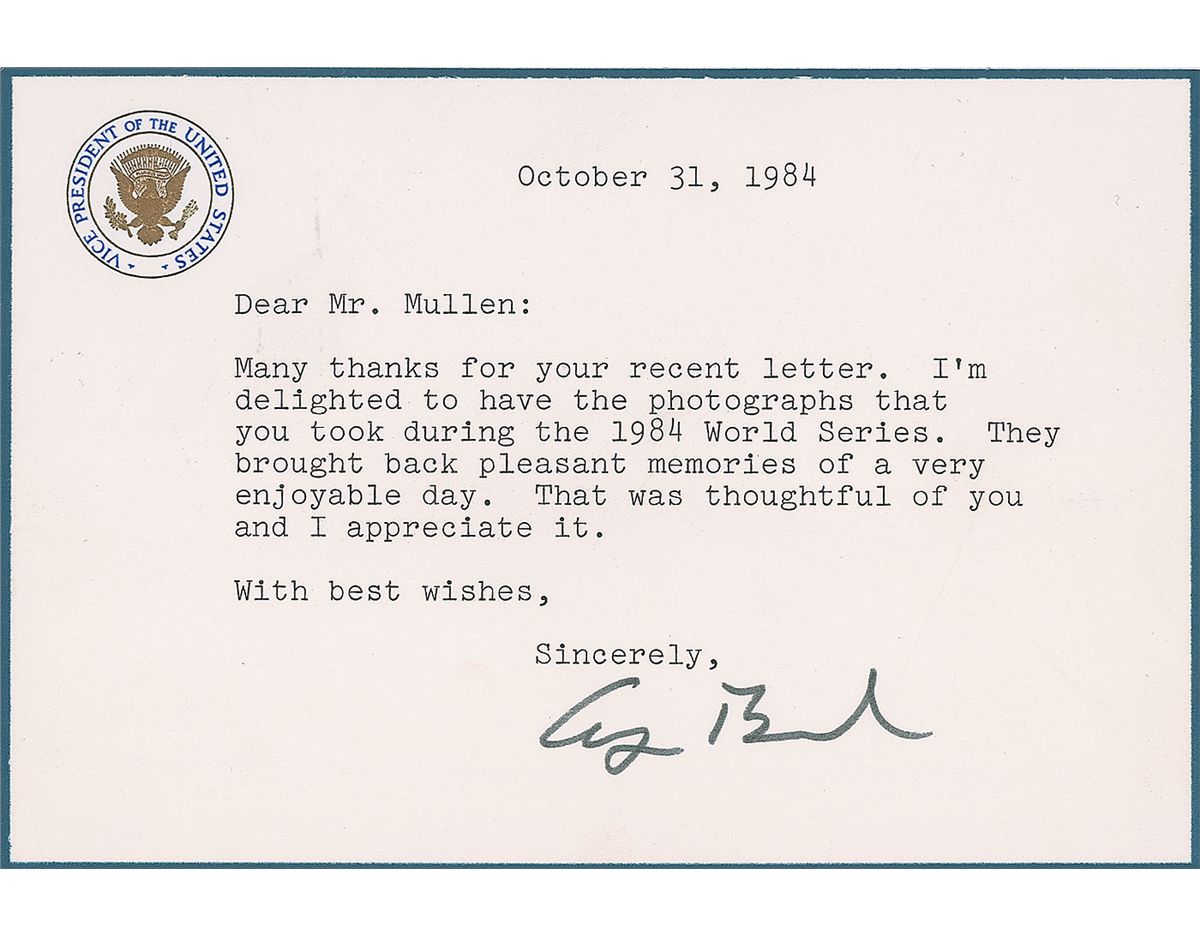 VICE PRESIDENT OF THE UNITED STATES
October 31, 1984
Dear Mr. Mullen:
Many thanks for your recent letter. I'm
delighted to have the photographs that
you took during the 1984 World Series. They
brought back pleasant memories of a very
enjoyable day. That was thoughtful of you
and I appreciate it.
With best wishes,
Sincerely,
G Bush